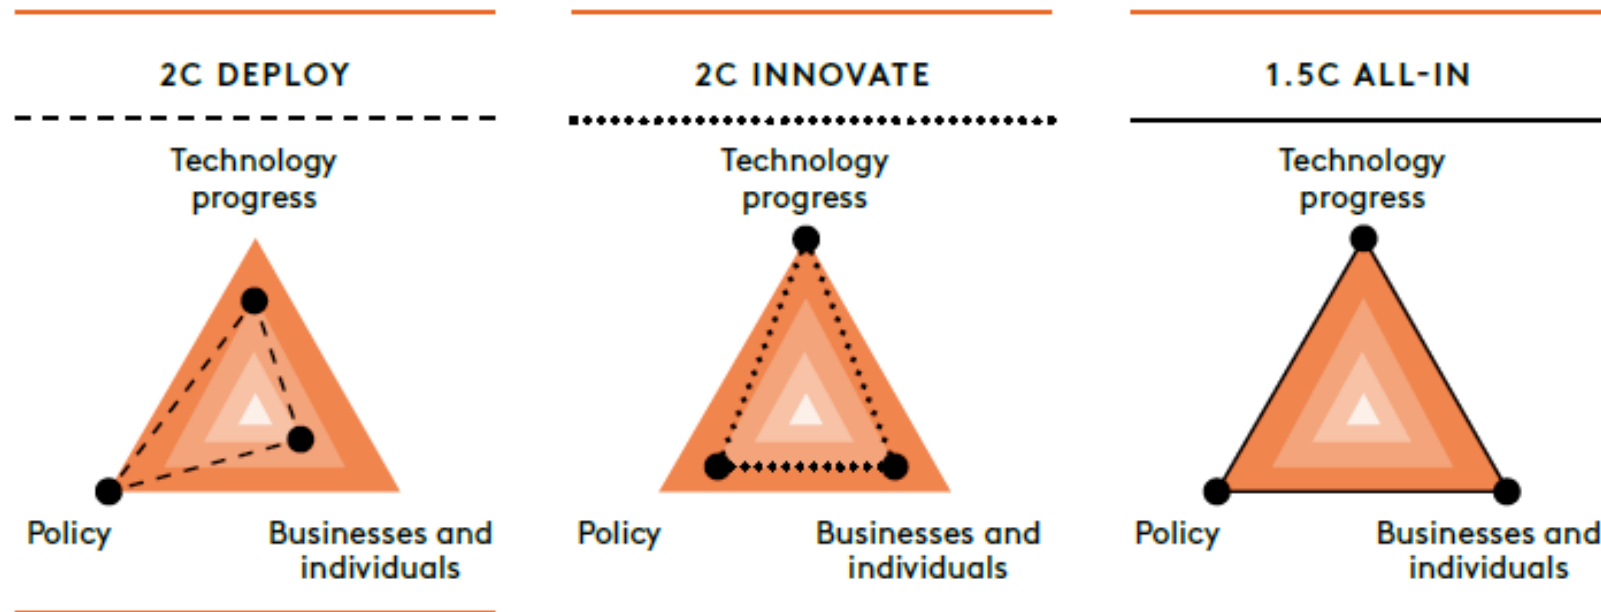 2C DEPLOY
Technology
progress
Policy
Businesses and
individuals
2C INNOVATE
Technology
progress
Policy
Businesses and
individuals
1.5C ALL-IN
Technology
progress
Policy
Businesses and
individuals